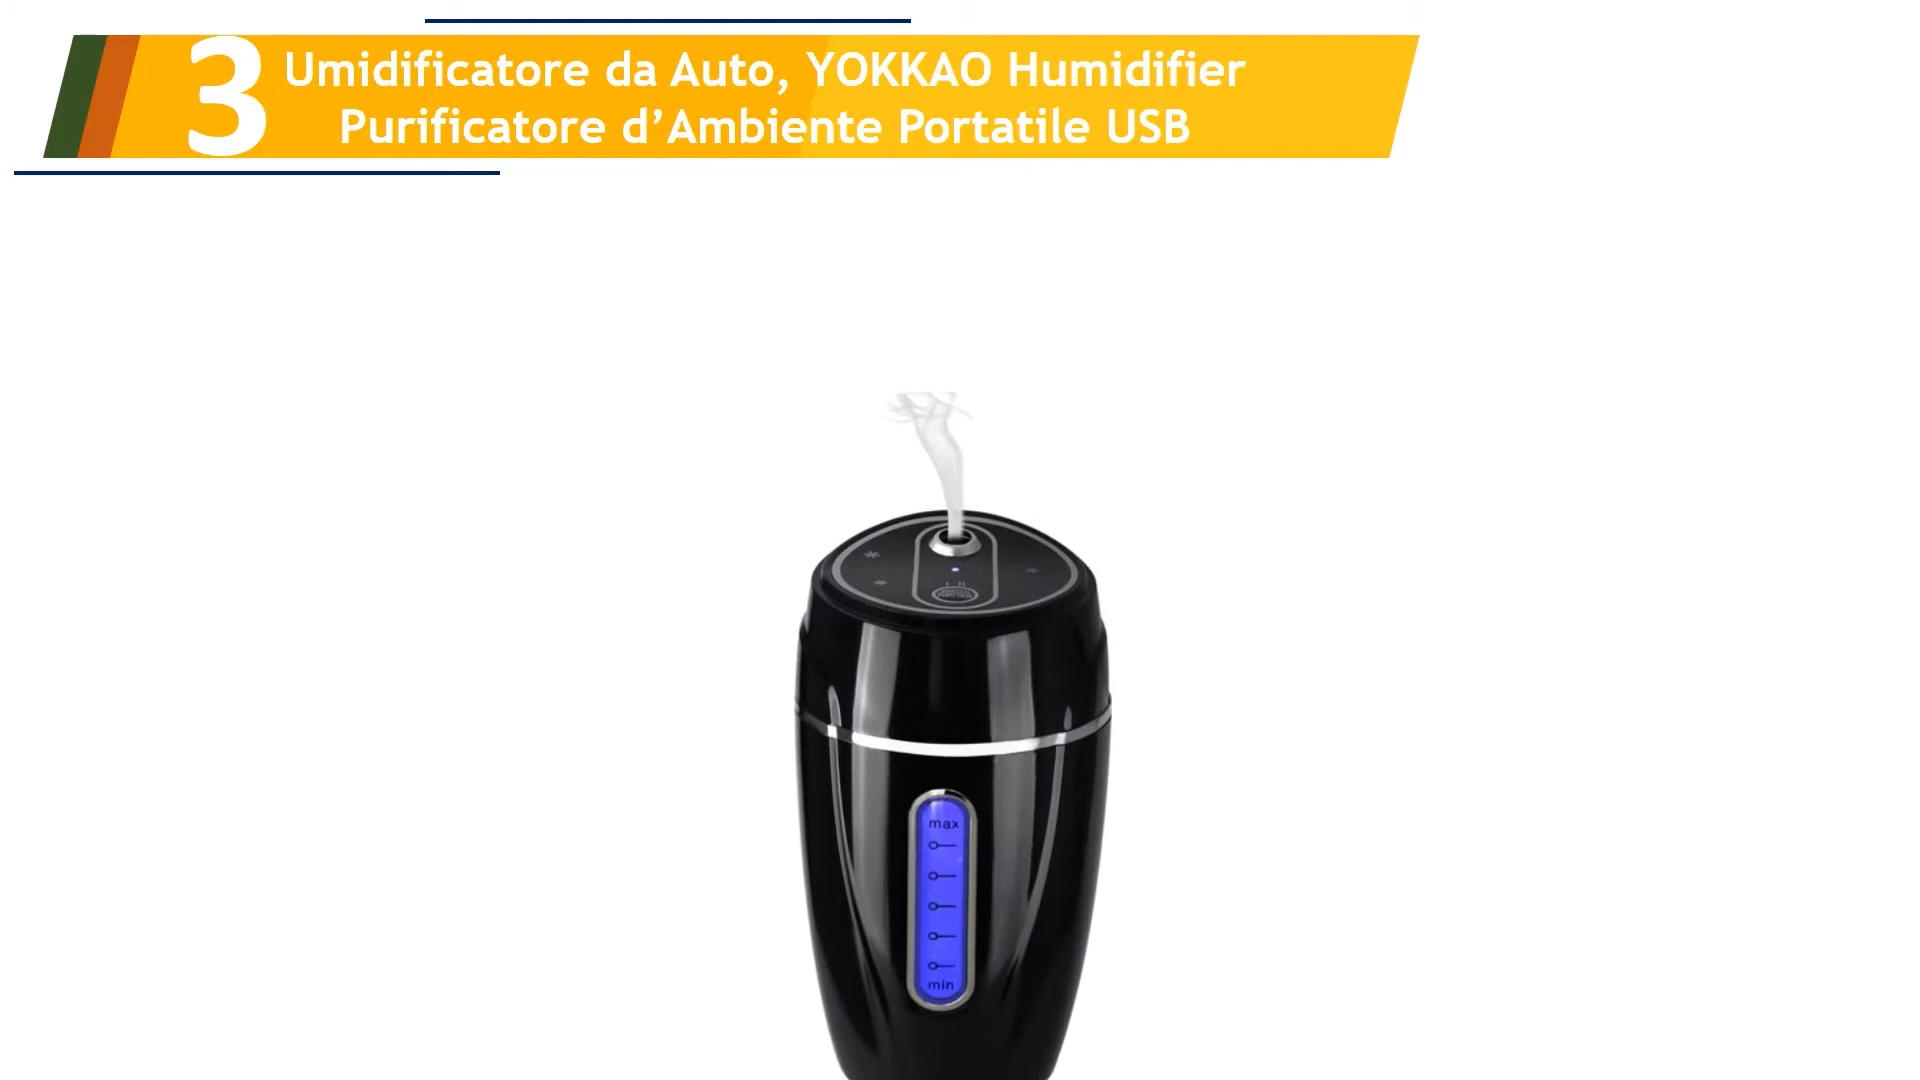 3
Umidificatore da Auto, YOKKAO Humidifier
Purificatore d’Ambiente Portatile USB
max
min